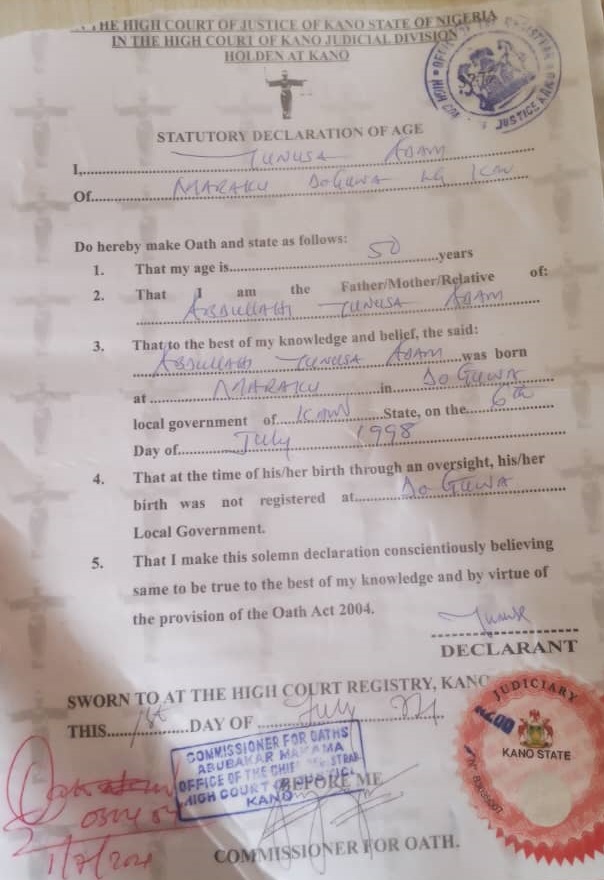 THE HIGH COURT OF JUSTICE OF KANO STATE OF NIGERIA
IN THE HIGH COURT OF KANO JUDICIAL DIVISION
HOLDEN AT KANO
STATUTORY DECLARATION OF AGE
I, YUNUSA ADAM
Of MARAKU DOGUWA LG KANO
Do hereby make Oath and state as follows:
1. That my age is 50 years
2. That I am the Father/Mother/Relative of:
ABDULLAHI YUNUSA ADAM
3. That to the best of my knowledge and belief, the said:
ABDULLAHI YUNUSA ADAM was born
at MARAKU in DOGUWA
local government of KANO State, on the 6th
Day of July 1998
4. That at the time of his/her birth through an oversight, his/her
birth was not registered at DOGUWA
Local Government.
5. That I make this solemn declaration conscientiously believing
same to be true to the best of my knowledge and by virtue of
the provision of the Oath Act 2004.
DECLARANT
SWORN TO AT THE HIGH COURT REGISTRY, KANO
THIS 1st DAY OF July
COMMISSIONER FOR OATHS
ABUBAKAR MAKAMA
OFFICE OF THE CHIEF REGISTRAR
HIGH COURT OF JUSTICE
KANO
BEFORE ME
COMMISSIONER FOR OATH.
JUDICIARY
N200
KANO STATE